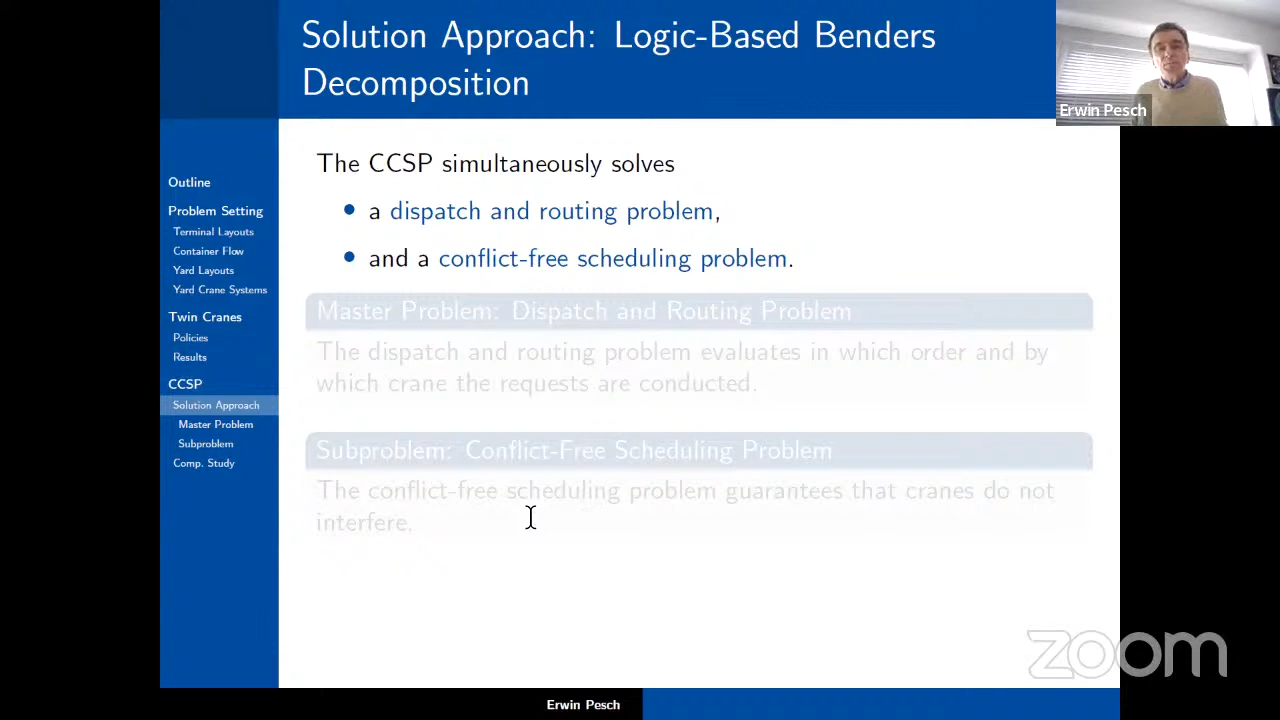 Solution Approach: Logic-Based Benders
Decomposition
Erwin Pesch
Outline
Problem Setting
Terminal Layouts
Container Flow
Yard Layouts
Yard Crane Systems
Twin Cranes
Policies
Results
CCSP
Solution Approach
Master Problem
Subproblem
Comp. Study
The CCSP simultaneously solves
• a dispatch and routing problem,
• and a conflict-free scheduling problem.
Master Problem: Dispatch and Routing Problem
The dispatch and routing problem evaluates in which order and by
which crane the requests are conducted.
Subproblem: Conflict-Free Scheduling Problem
The conflict-free scheduling problem guarantees that cranes do not
interfere.
zoom
Erwin Pesch